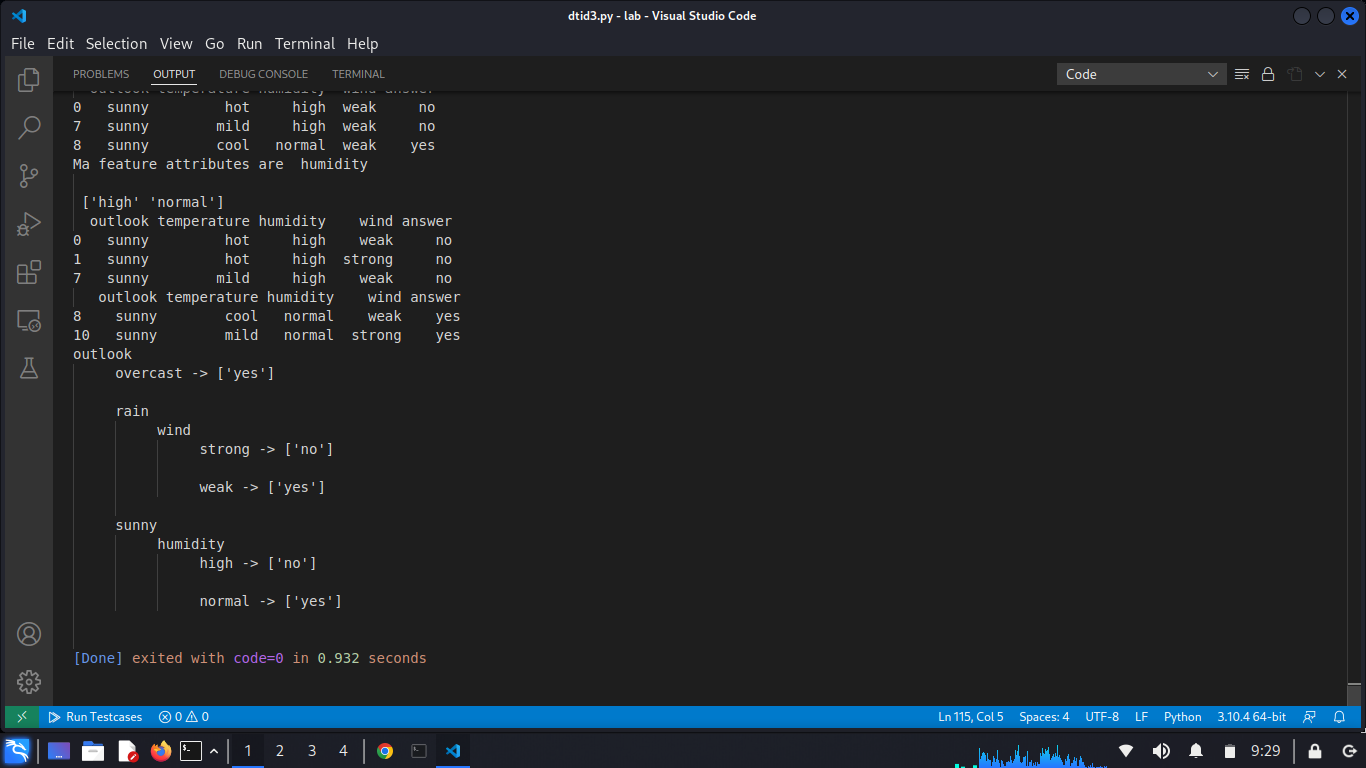 dtid3.py - lab - Visual Studio Code
File Edit Selection View Go Run Terminal Help
PROBLEMS OUTPUT DEBUG CONSOLE TERMINAL
Code
outlook temperature humidity wind answer
0 sunny hot high weak no
7 sunny mild high weak no
8 sunny cool normal weak yes
Ma feature attributes are humidity
['high' 'normal']
outlook temperature humidity wind answer
0 sunny hot high weak no
1 sunny hot high strong no
7 sunny mild high weak no
outlook temperature humidity wind answer
8 sunny cool normal weak yes
10 sunny mild normal strong yes
outlook
overcast -> ['yes']
rain
wind
strong -> ['no']
weak -> ['yes']
sunny
humidity
high -> ['no']
normal -> ['yes']
[Done] exited with code=0 in 0.932 seconds
Run Testcases 0 0 Ln 115, Col 5 Spaces: 4 UTF-8 LF Python 3.10.4 64-bit
1 2 3 4 9:29